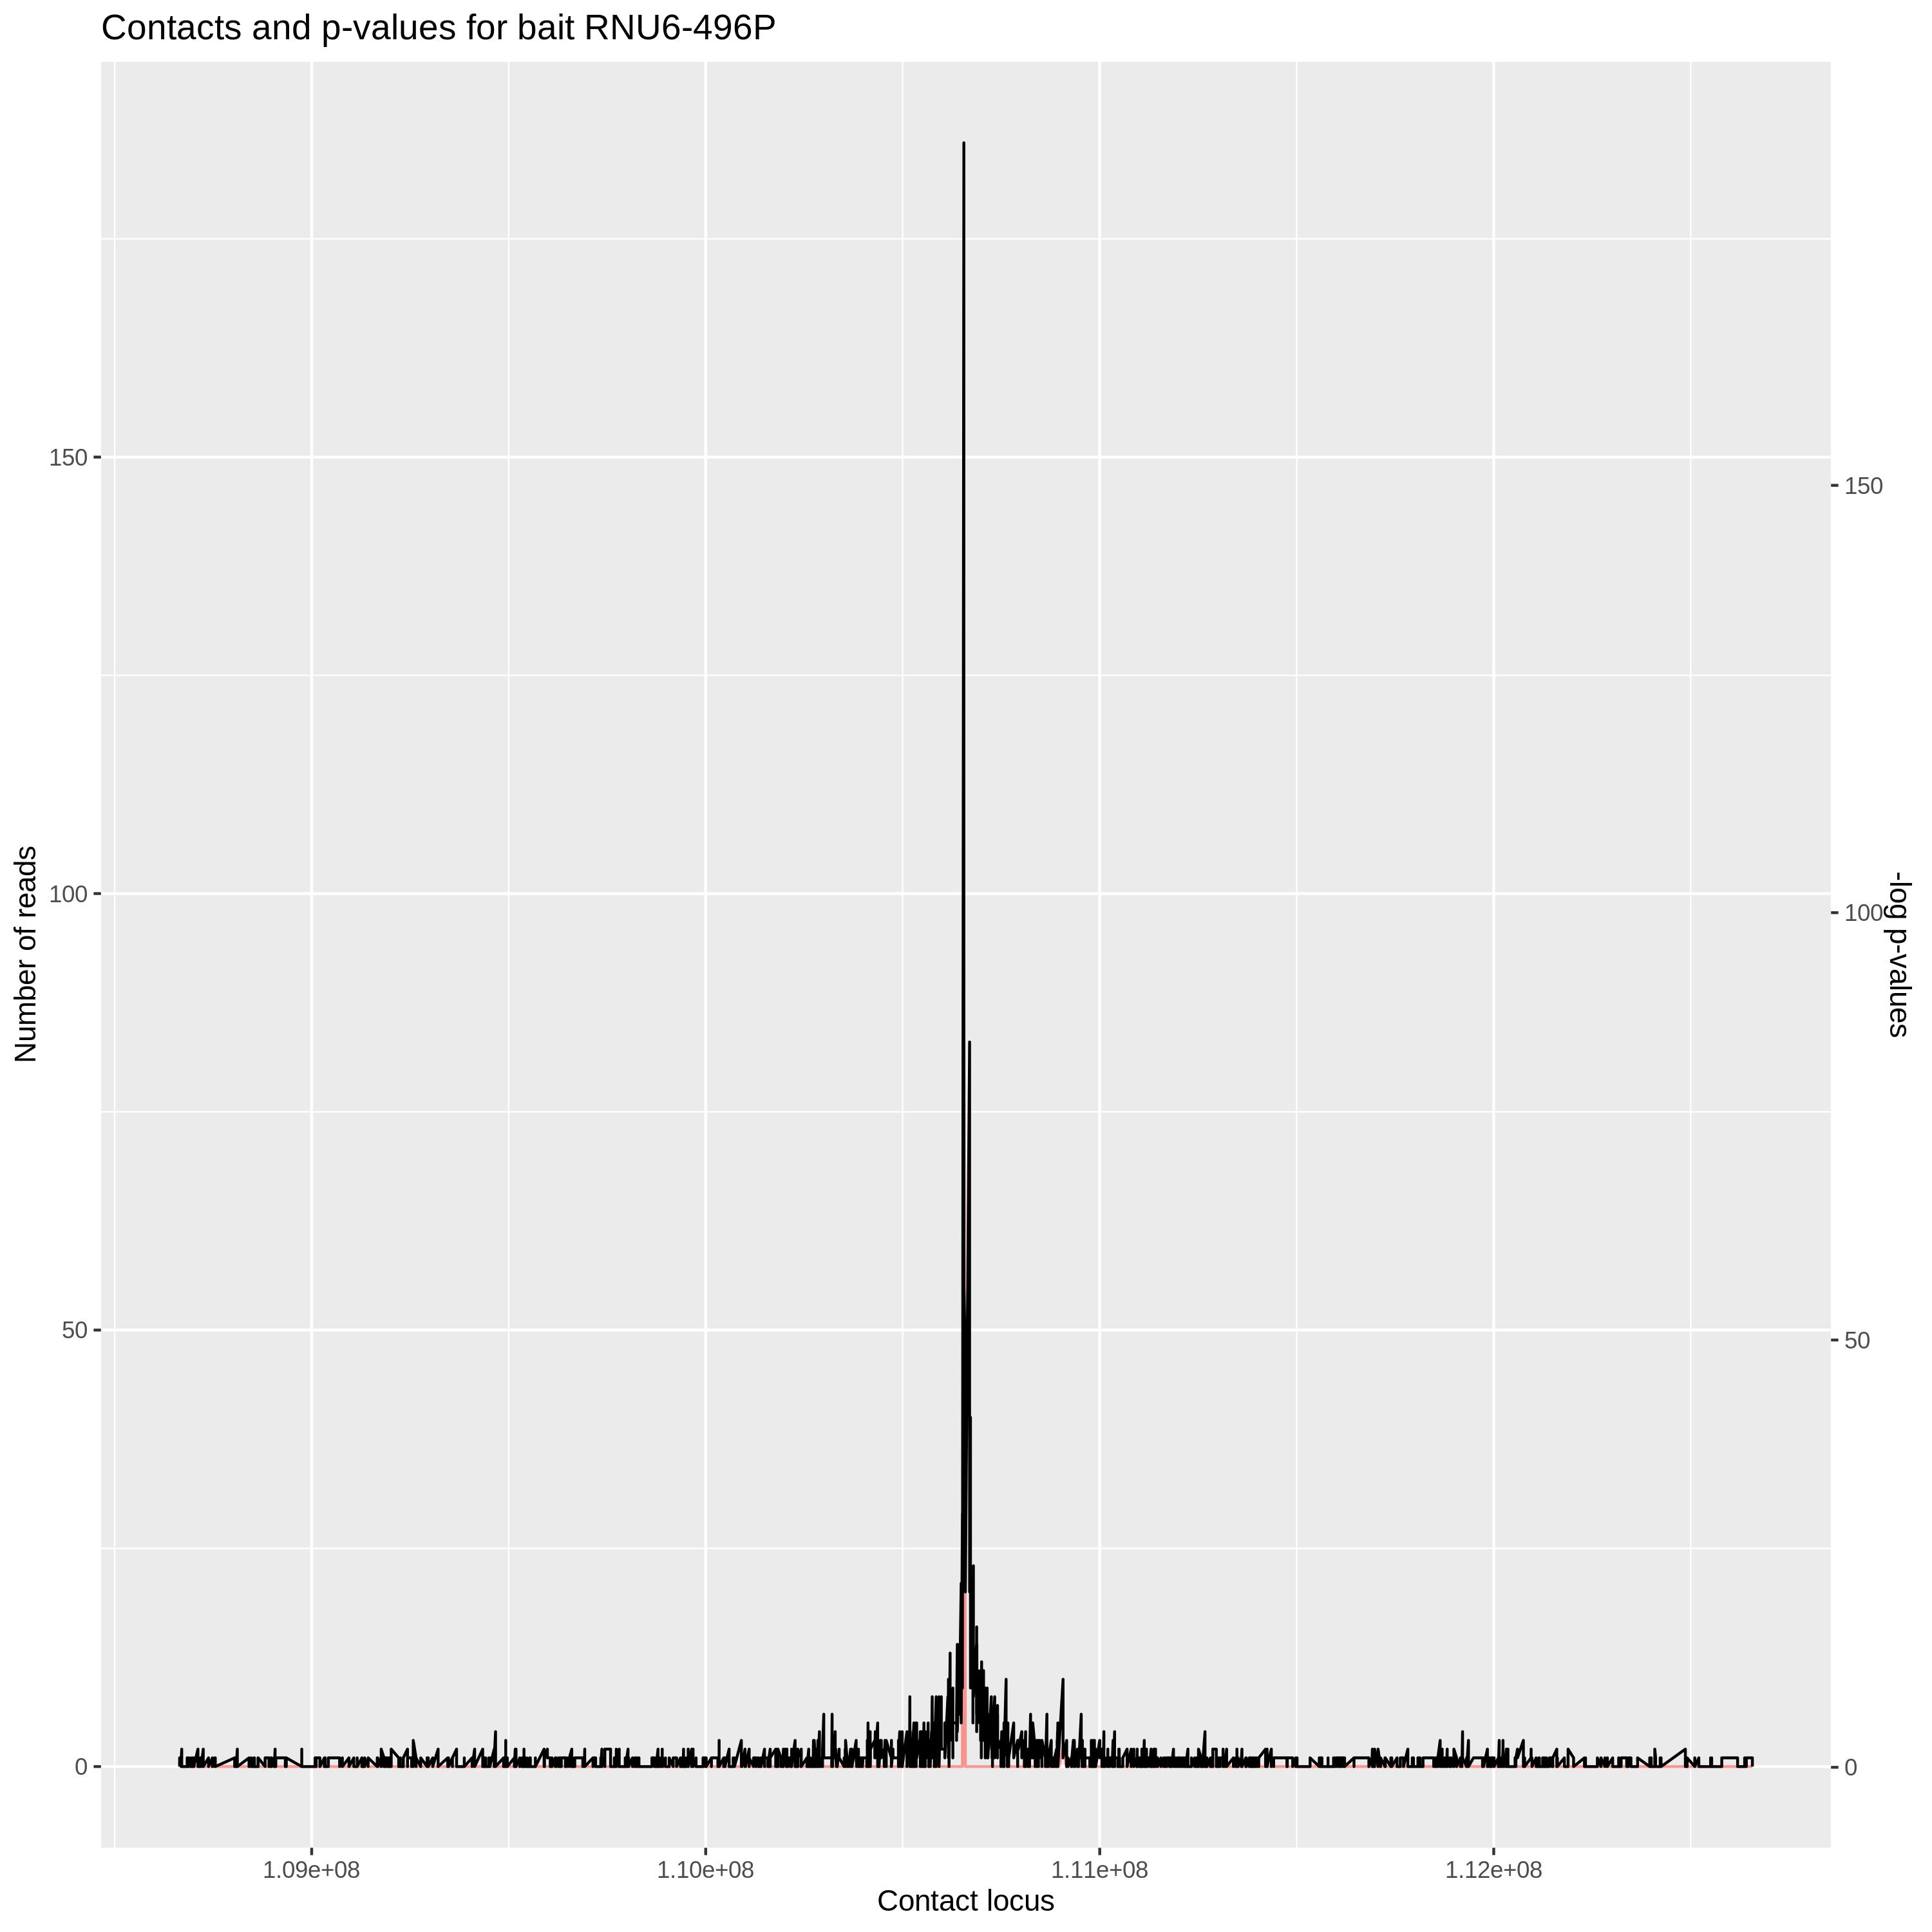 Contacts and p-values for bait RNU6-496P
150
100
50
0
Number of reads
150
100
50
0
-log p-values
1.09e+08
1.10e+08
1.11e+08
1.12e+08
Contact locus